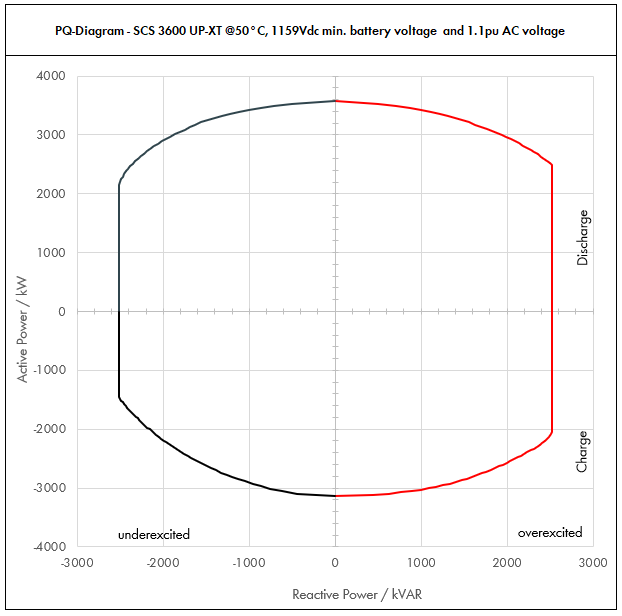 PQ-Diagram - SCS 3600 UP-XT @50°C, 1159Vdc min. battery voltage and 1.1pu AC voltage
4000
3000
2000
1000
0
-1000
-2000
-3000
-4000
Active Power / kW
Discharge
Charge
underexcited
overexcited
-3000 -2000 -1000 0 1000 2000 3000
Reactive Power / kVAR